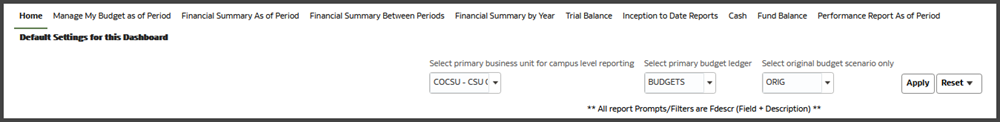 Home Manage My Budget as of Period Financial Summary As of Period Financial Summary Between Periods Financial Summary by Year Trial Balance Inception to Date Reports Cash Fund Balance Performance Report As of Period
Default Settings for this Dashboard
Select primary business unit for campus level reporting Select primary budget ledger Select original budget scenario only
COCSU - CSU BUDGETS ORIG Apply Reset
** All report Prompts/Filters are Fdescr (Field + Description) **